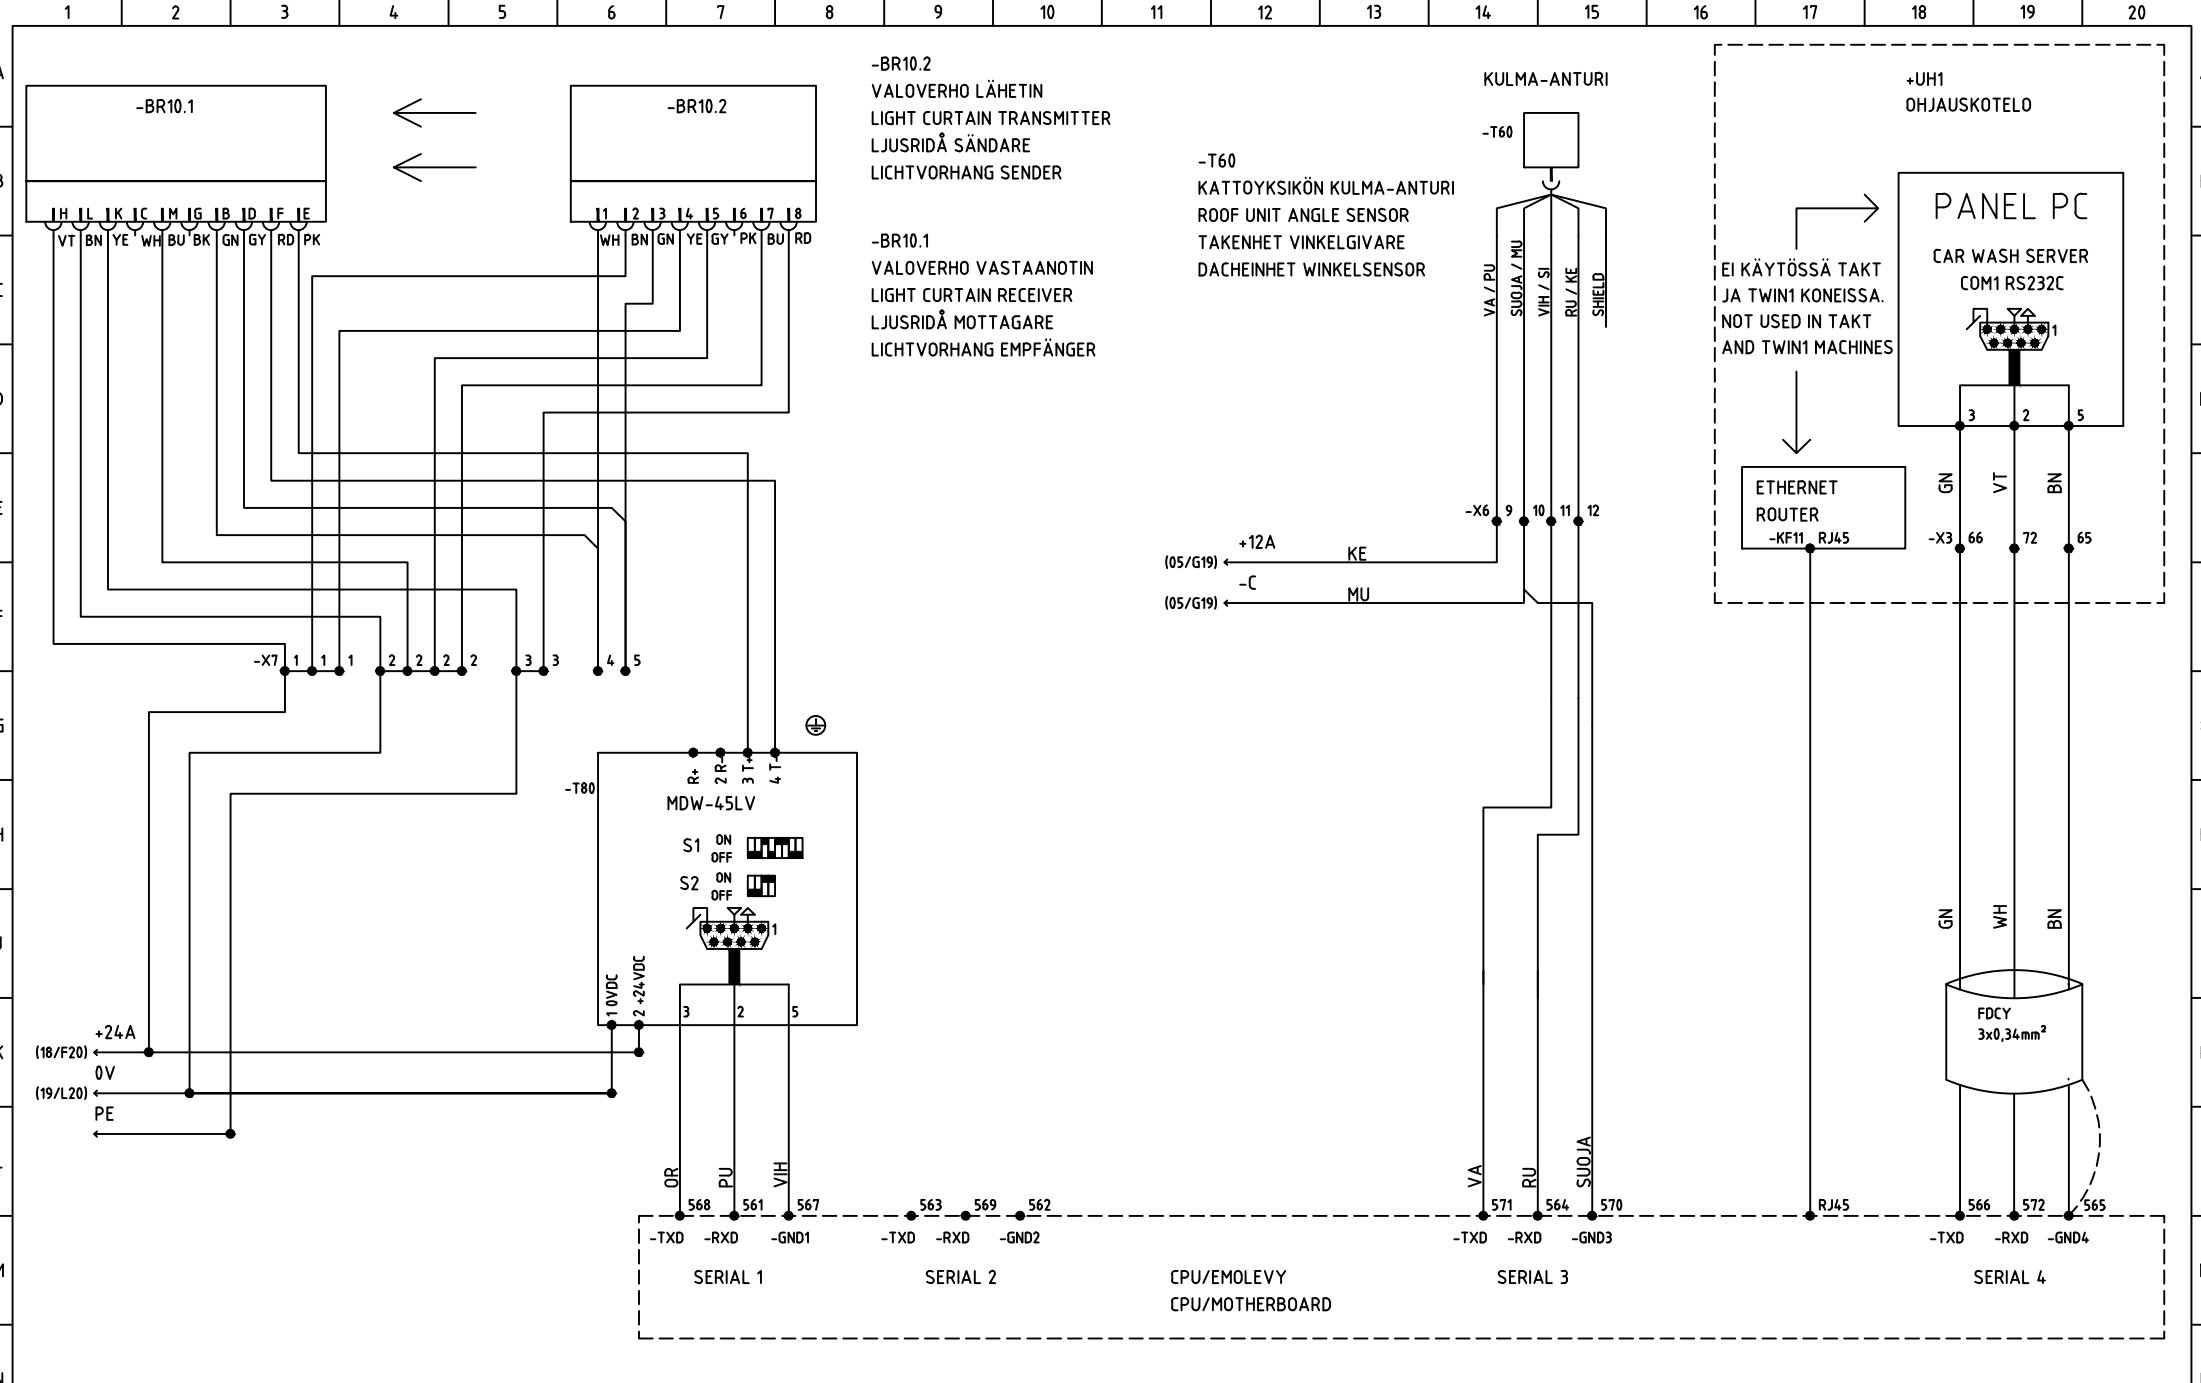 1 2 3 4 5 6 7 8 9 10 11 12 13 14 15 16 17 18 19 20
-BR10.1
H L K C M G B D F E
VT BN YE WH BU BK GN GY RD PK
-BR10.2
1 2 3 4 5 6 7 8
WH BN GN YE GY PK BU RD
-BR10.2
VALOVERHO LÄHETIN
LIGHT CURTAIN TRANSMITTER
LJUSRIDÅ SÄNDARE
LICHTVORHANG SENDER
-BR10.1
VALOVERHO VASTAANOTIN
LIGHT CURTAIN RECEIVER
LJUSRIDÅ MOTTAGARE
LICHTVORHANG EMPFÄNGER
-T60
KATTOYKSIKÖN KULMA-ANTURI
ROOF UNIT ANGLE SENSOR
TAKENHET VINKELGIVARE
DACHEINHET WINKELSENSOR
KULMA-ANTURI
-T60
VA / PU
SUOJA / MU
VIH / SI
RU / KE
SHIELD
-X6 9 10 11 12
+12A
(05/G19) KE
-C
(05/G19) MU
+UH1
OHJAUSKOTELO
PANEL PC
CAR WASH SERVER
COM1 RS232C
1
3 2 5
EI KÄYTÖSSÄ TAKT
JA TWIN1 KONEISSA.
NOT USED IN TAKT
AND TWIN1 MACHINES
ETHERNET
ROUTER
-KF11 RJ45
GN VT BN
-X3 66 72 65
GN WH BN
FDCY
3x0,34mm²
-X7 1 1 1 2 2 2 2 3 3 4 5
-T80
R+
2 R-
3 T+
4 T-
MDW-45LV
S1 ON
OFF
S2 ON
OFF
1
1 0VDC
2 +24VDC
3 2 5
+24A
(18/F20)
0V
(19/L20)
PE
OR PU VIH
VA RU SUOJA
568 561 567 563 569 562 571 564 570 RJ45 566 572 565
-TXD -RXD -GND1 -TXD -RXD -GND2 -TXD -RXD -GND3 -TXD -RXD -GND4
SERIAL 1 SERIAL 2 CPU/EMOLEVY SERIAL 3 SERIAL 4
CPU/MOTHERBOARD